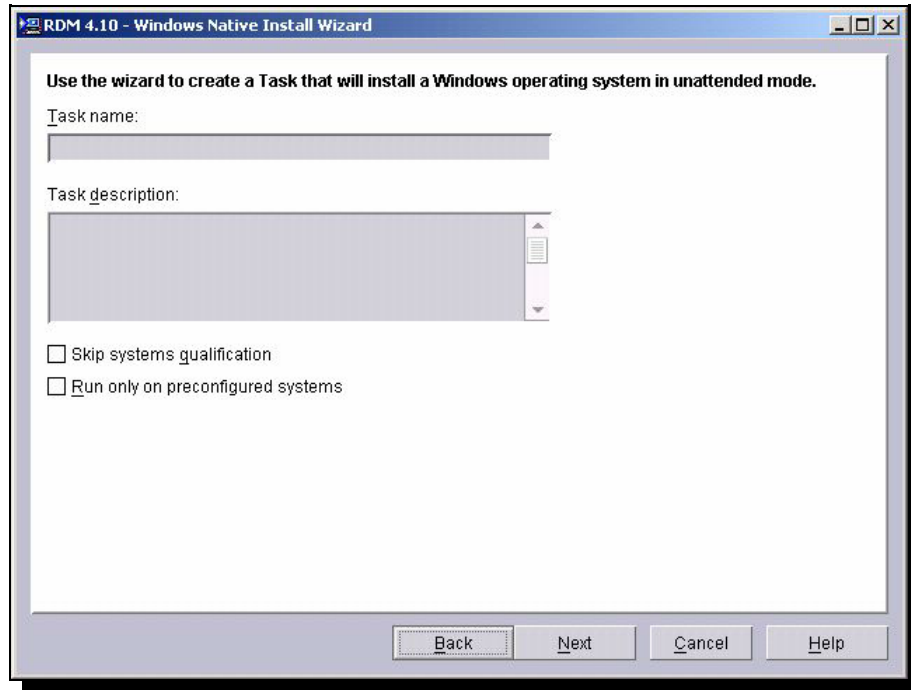 RDM 4.10 - Windows Native Install Wizard
Use the wizard to create a Task that will install a Windows operating system in unattended mode.
Task name:
Task description:
Skip systems qualification
Run only on preconfigured systems
Back Next Cancel Help